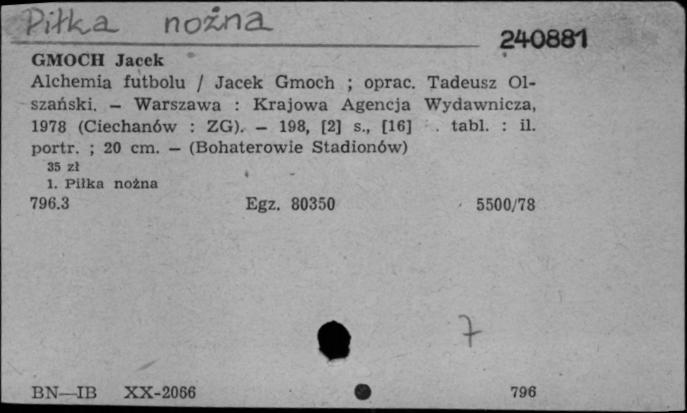 Piłka nożna
240881
GMOCH Jacek
Alchemia futbolu / Jacek Gmoch ; oprac. Tadeusz Ol-
szański. — Warszawa : Krajowa Agencja Wydawnicza,
1978 (Ciechanów : ZG). — 198, [2] s., [16] . tabl. : il.
portr. ; 20 cm. — (Bohaterowie Stadionów)
35 zł
1. Piłka nożna
796.3 Egz. 80350 5500/78
7
BN—IB XX-2066 796